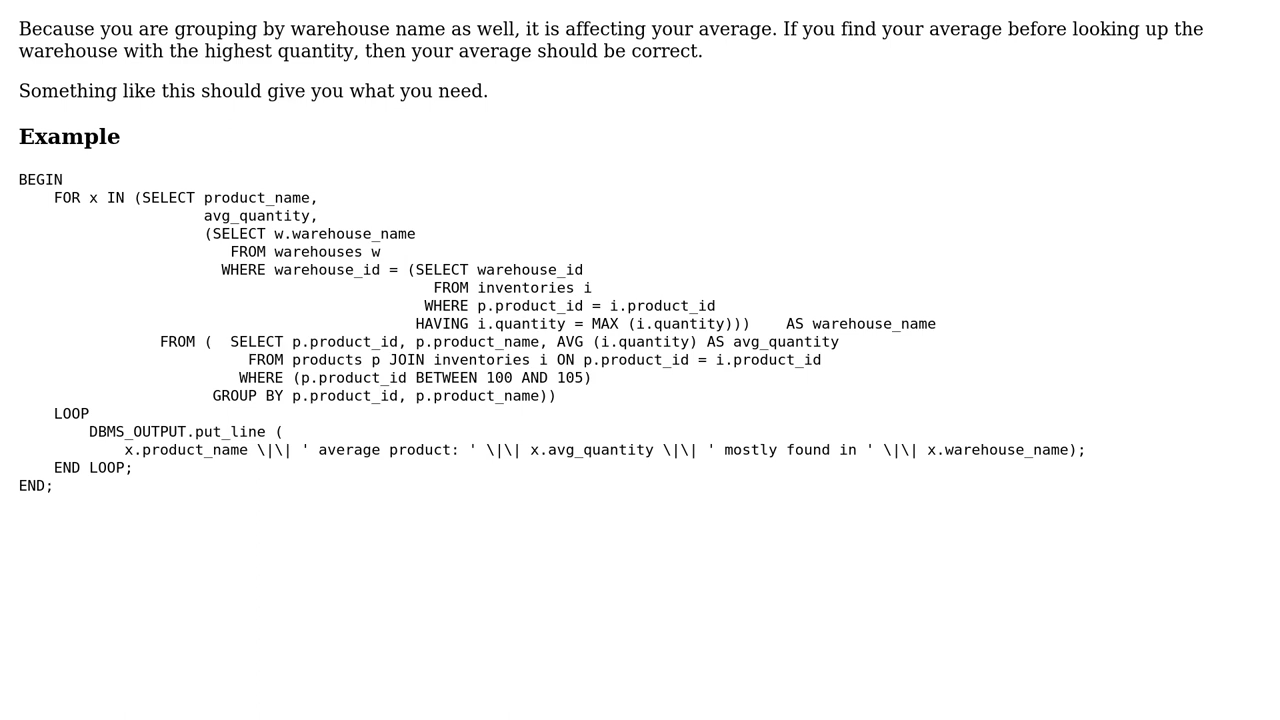 Because you are grouping by warehouse name as well, it is affecting your average. If you find your average before looking up the
warehouse with the highest quantity, then your average should be correct.
Something like this should give you what you need.
Example
BEGIN
    FOR x IN (SELECT product_name,
                     avg_quantity,
                     (SELECT w.warehouse_name
                        FROM warehouses w
                       WHERE warehouse_id = (SELECT warehouse_id
                                               FROM inventories i
                                              WHERE p.product_id = i.product_id
                                             HAVING i.quantity = MAX (i.quantity)))    AS warehouse_name
                FROM (  SELECT p.product_id, p.product_name, AVG (i.quantity) AS avg_quantity
                          FROM products p JOIN inventories i ON p.product_id = i.product_id
                         WHERE (p.product_id BETWEEN 100 AND 105)
                      GROUP BY p.product_id, p.product_name))
    LOOP
        DBMS_OUTPUT.put_line (
            x.product_name \|\| ' average product: ' \|\| x.avg_quantity \|\| ' mostly found in ' \|\| x.warehouse_name);
    END LOOP;
END;